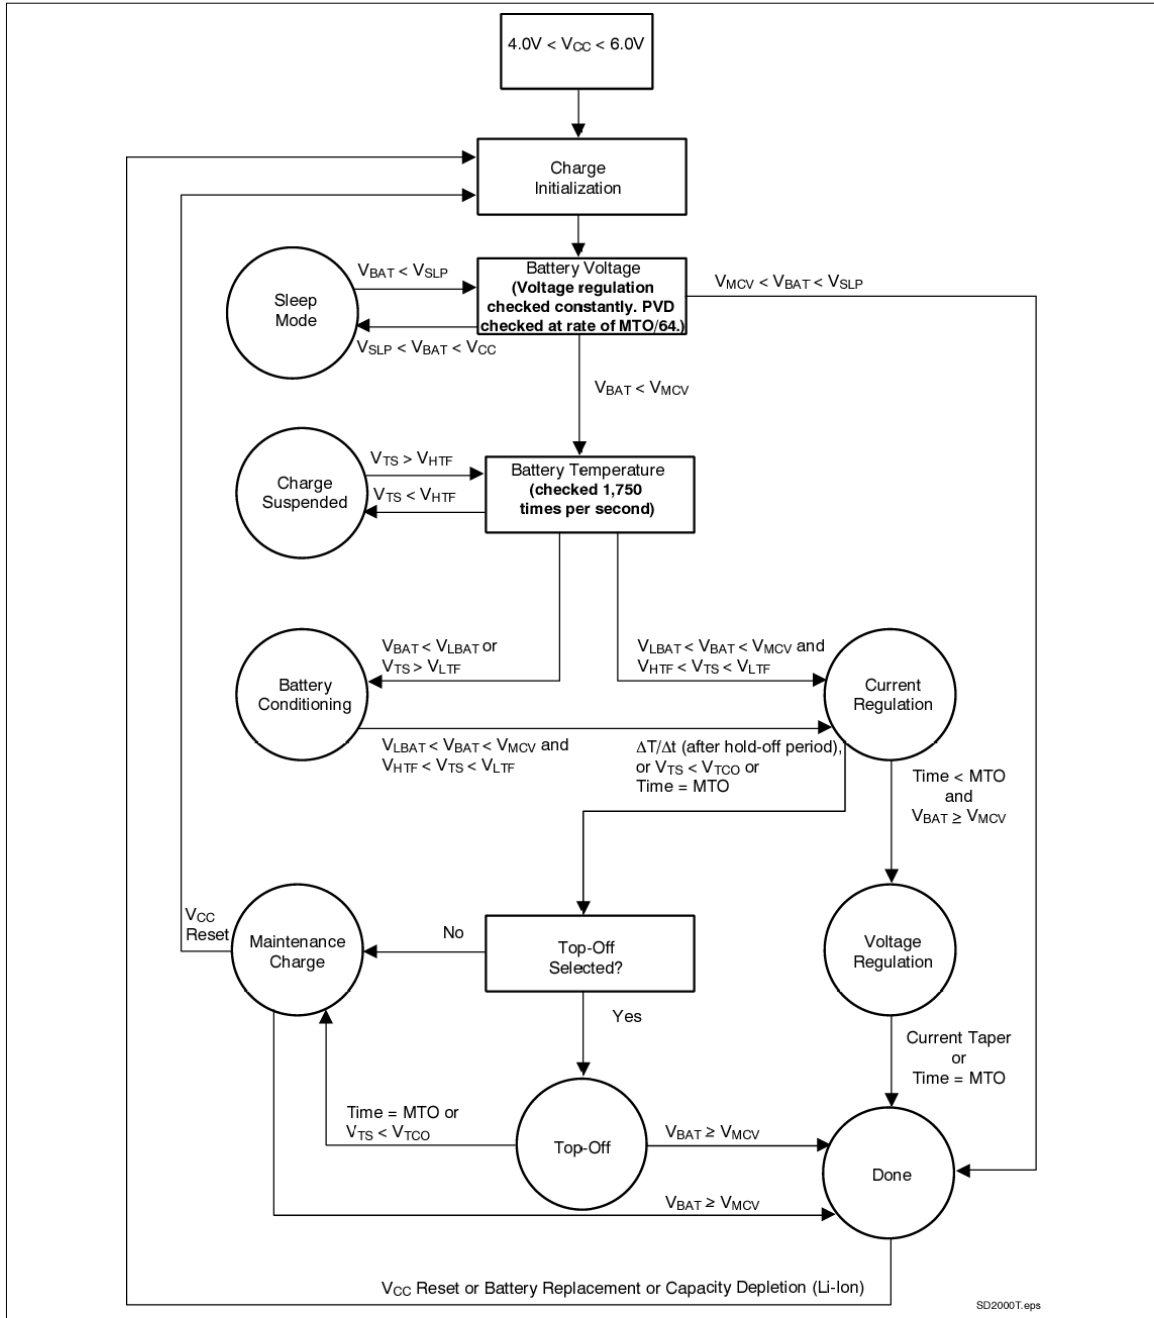 4.0V < VCC < 6.0V
Charge
Initialization
VBAT < VSLP
Sleep
Mode
VSLP < VBAT < VCC
Battery Voltage
(Voltage regulation
checked constantly. PVD
checked at rate of MTO/64.)
VMCV < VBAT < VSLP
VBAT < VMCV
VTS > VHTF
Charge
Suspended
VTS < VHTF
Battery Temperature
(checked 1,750
times per second)
VBAT < VLBAT or
VTS > VLTF
VLBAT < VBAT < VMCV and
VHTF < VTS < VLTF
Battery
Conditioning
Current
Regulation
VLBAT < VBAT < VMCV and
VHTF < VTS < VLTF
ΔT/Δt (after hold-off period),
or VTS < VTCO or
Time = MTO
Time < MTO
and
VBAT ≥ VMCV
VCC
Reset
Maintenance
Charge
No
Top-Off
Selected?
Yes
Voltage
Regulation
Current Taper
or
Time = MTO
Time = MTO or
VTS < VTCO
Top-Off
VBAT ≥ VMCV
Done
VBAT ≥ VMCV
VCC Reset or Battery Replacement or Capacity Depletion (Li-Ion)
SD2000T.eps